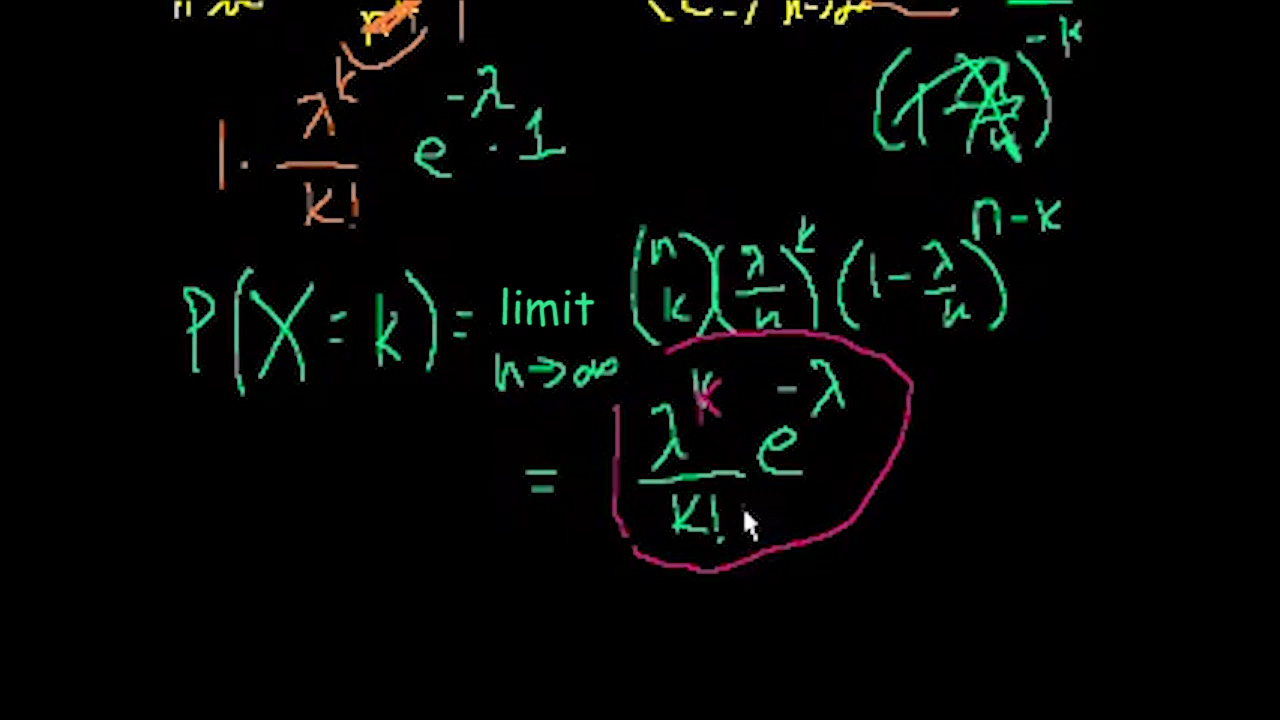 n→∞
(1 - λ/n)^-k
1 · λ^k/k! e^-λ · 1
P(X = k) = limit n→∞ (n k)(λ/n)^k (1 - λ/n)^n-k
= λ^k/k! e^-λ